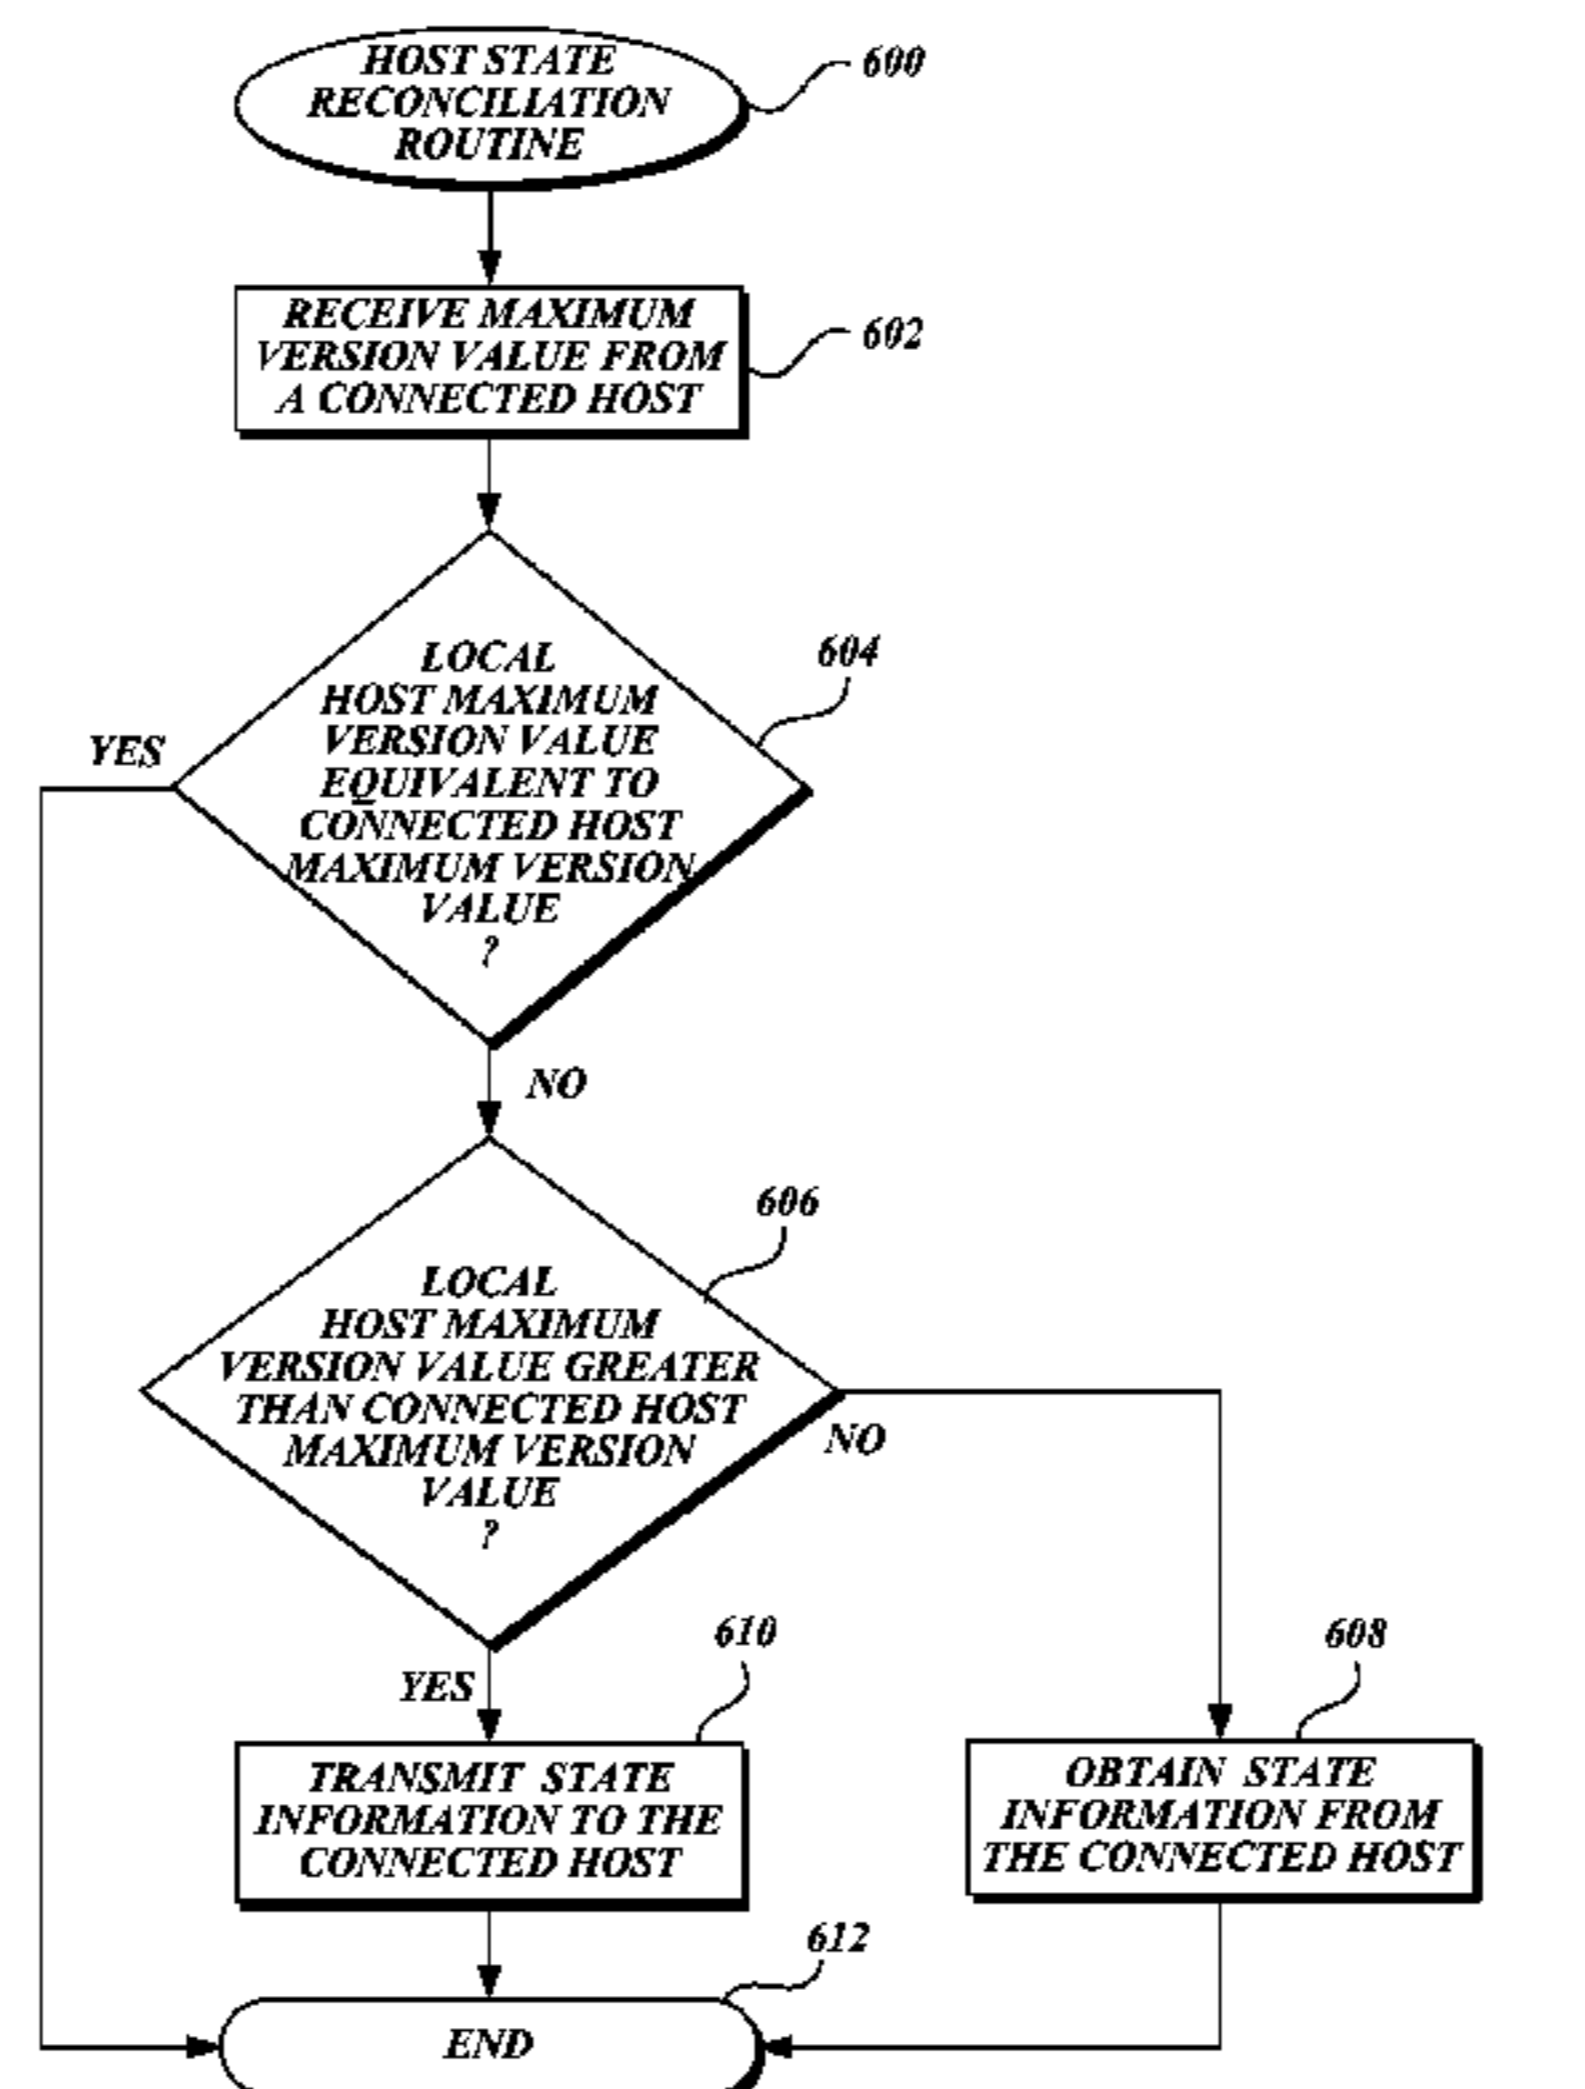 HOST STATE
RECONCILIATION
ROUTINE
600
RECEIVE MAXIMUM
VERSION VALUE FROM
A CONNECTED HOST
602
LOCAL
HOST MAXIMUM
VERSION VALUE
EQUIVALENT TO
CONNECTED HOST
MAXIMUM VERSION
VALUE
?
604
YES
NO
LOCAL
HOST MAXIMUM
VERSION VALUE GREATER
THAN CONNECTED HOST
MAXIMUM VERSION
VALUE
?
606
NO
YES
610
TRANSMIT STATE
INFORMATION TO THE
CONNECTED HOST
608
OBTAIN STATE
INFORMATION FROM
THE CONNECTED HOST
612
END